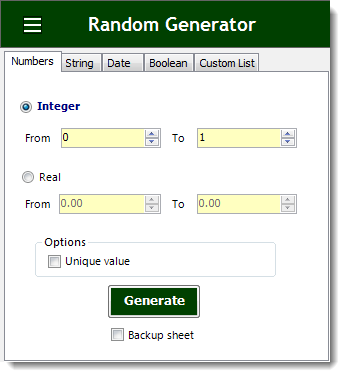 Random Generator
Numbers String Date Boolean Custom List
Integer
From 0 To 1
Real
From 0.00 To 0.00
Options
Unique value
Generate
Backup sheet